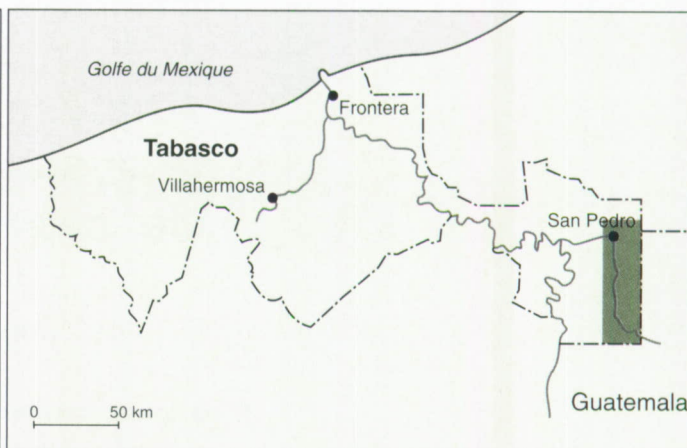 Golfe du Mexique
Frontera
Tabasco
Villahermosa
San Pedro
Guatemala
0 50 km